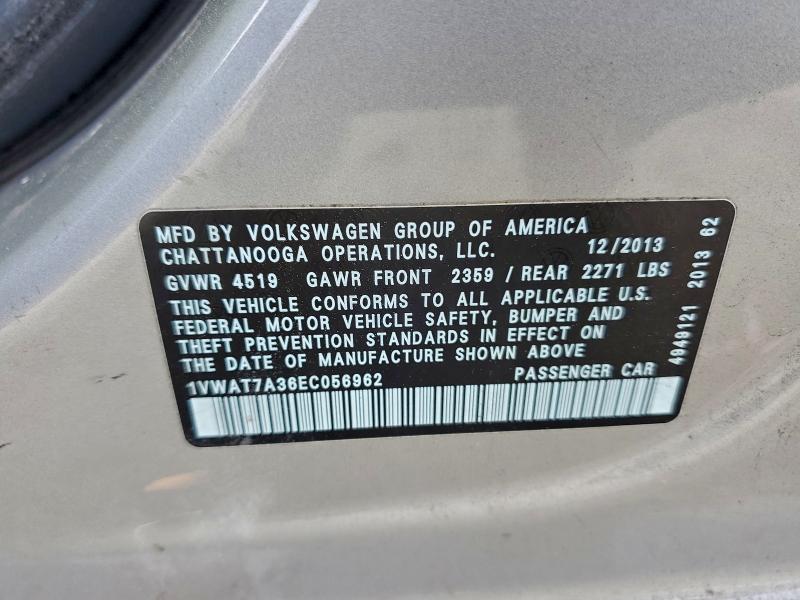 MFD BY VOLKSWAGEN GROUP OF AMERICA
CHATTANOOGA OPERATIONS, LLC. 12/2013
GVWR 4519 GAWR FRONT 2359 / REAR 2271 LBS
THIS VEHICLE CONFORMS TO ALL APPLICABLE U.S.
FEDERAL MOTOR VEHICLE SAFETY, BUMPER AND
THEFT PREVENTION STANDARDS IN EFFECT ON
THE DATE OF MANUFACTURE SHOWN ABOVE
1VWAT7A36EC056962 PASSENGER CAR
4949121 2013 62